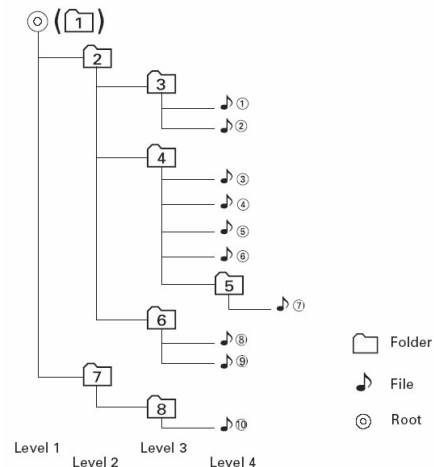 (1)
2
3
①
②
4
③
④
⑤
⑥
5
⑦
6
⑧
⑨
7
8
⑩
Folder
File
Root
Level 1
Level 2
Level 3
Level 4